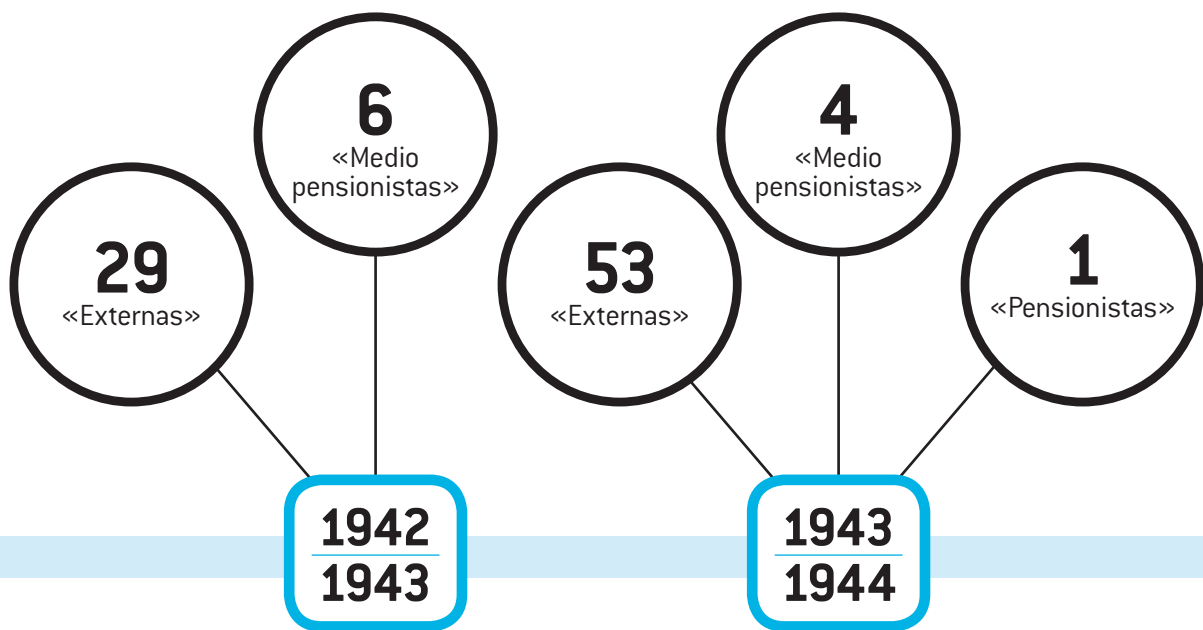 29
«Externas»
6
«Medio
pensionistas»
1942
1943
53
«Externas»
4
«Medio
pensionistas»
1
«Pensionistas»
1943
1944